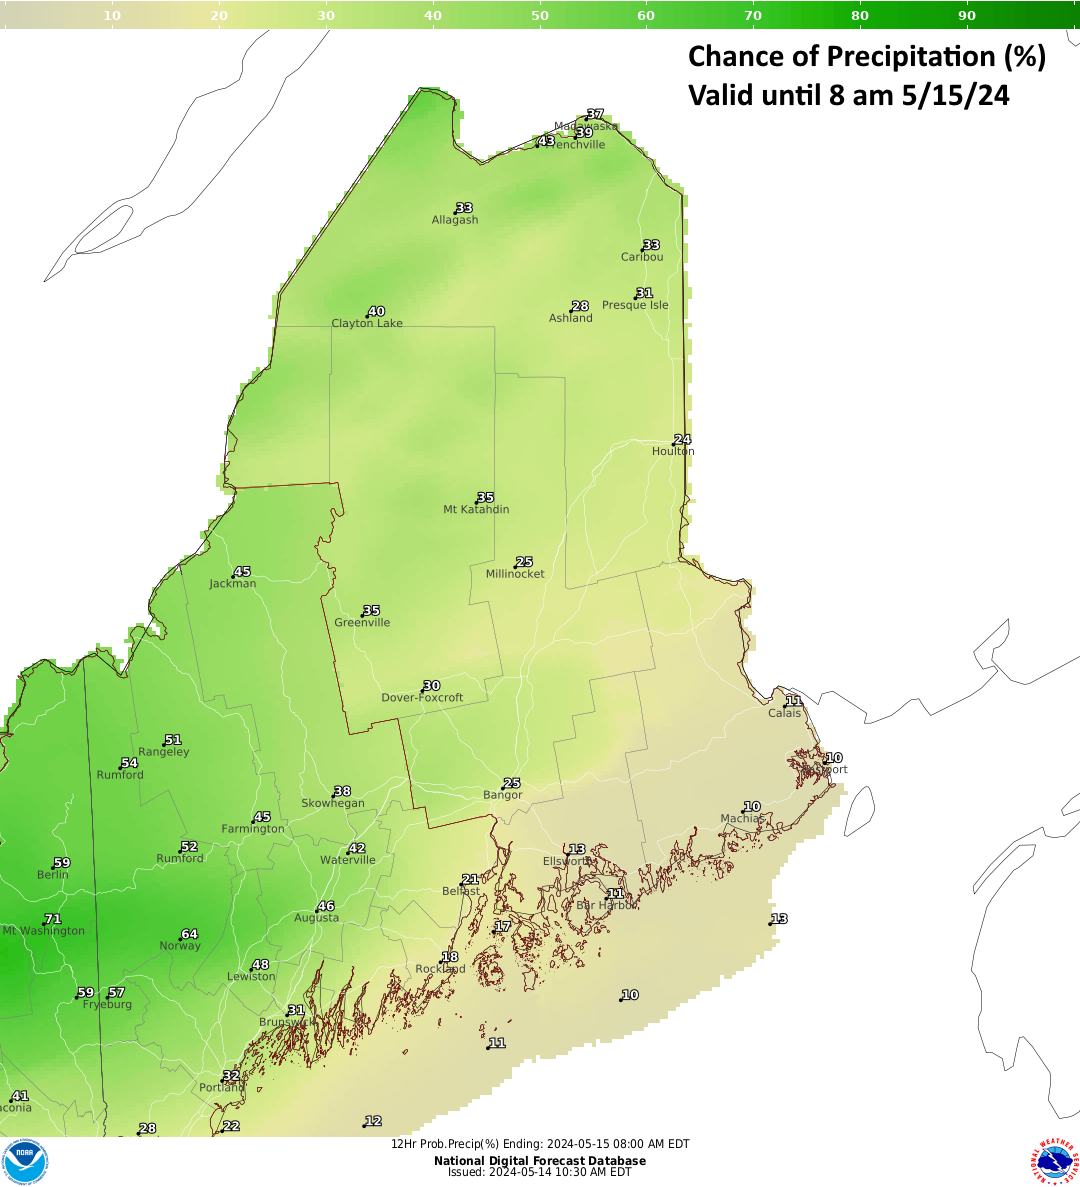 10 20 30 40 50 60 70 80 90
Chance of Precipitation (%)
Valid until 8 am 5/15/24
37
Madawaska
39
43
Frenchville
33
Allagash
33
Caribou
31
Presque Isle
28
Ashland
40
Clayton Lake
24
Houlton
35
Mt Katahdin
25
Millinocket
45
Jackman
35
Greenville
30
Dover-Foxcroft
11
Calais
51
Rangeley
54
Rumford
10
Eastport
25
Bangor
38
Skowhegan
10
Machias
45
Farmington
52
Rumford
42
Waterville
13
Ellsworth
59
Berlin
21
Belfast
11
Bar Harbor
46
Augusta
71
Mt Washington
13
17
64
Norway
48
Lewiston
18
Rockland
59
57
Fryeburg
10
31
Brunswick
11
32
Portland
41
aconia
12
22
28
12Hr Prob.Precip(%) Ending: 2024-05-15 08:00 AM EDT
National Digital Forecast Database
Issued: 2024-05-14 10:30 AM EDT
NOAA
NATIONAL WEATHER SERVICE